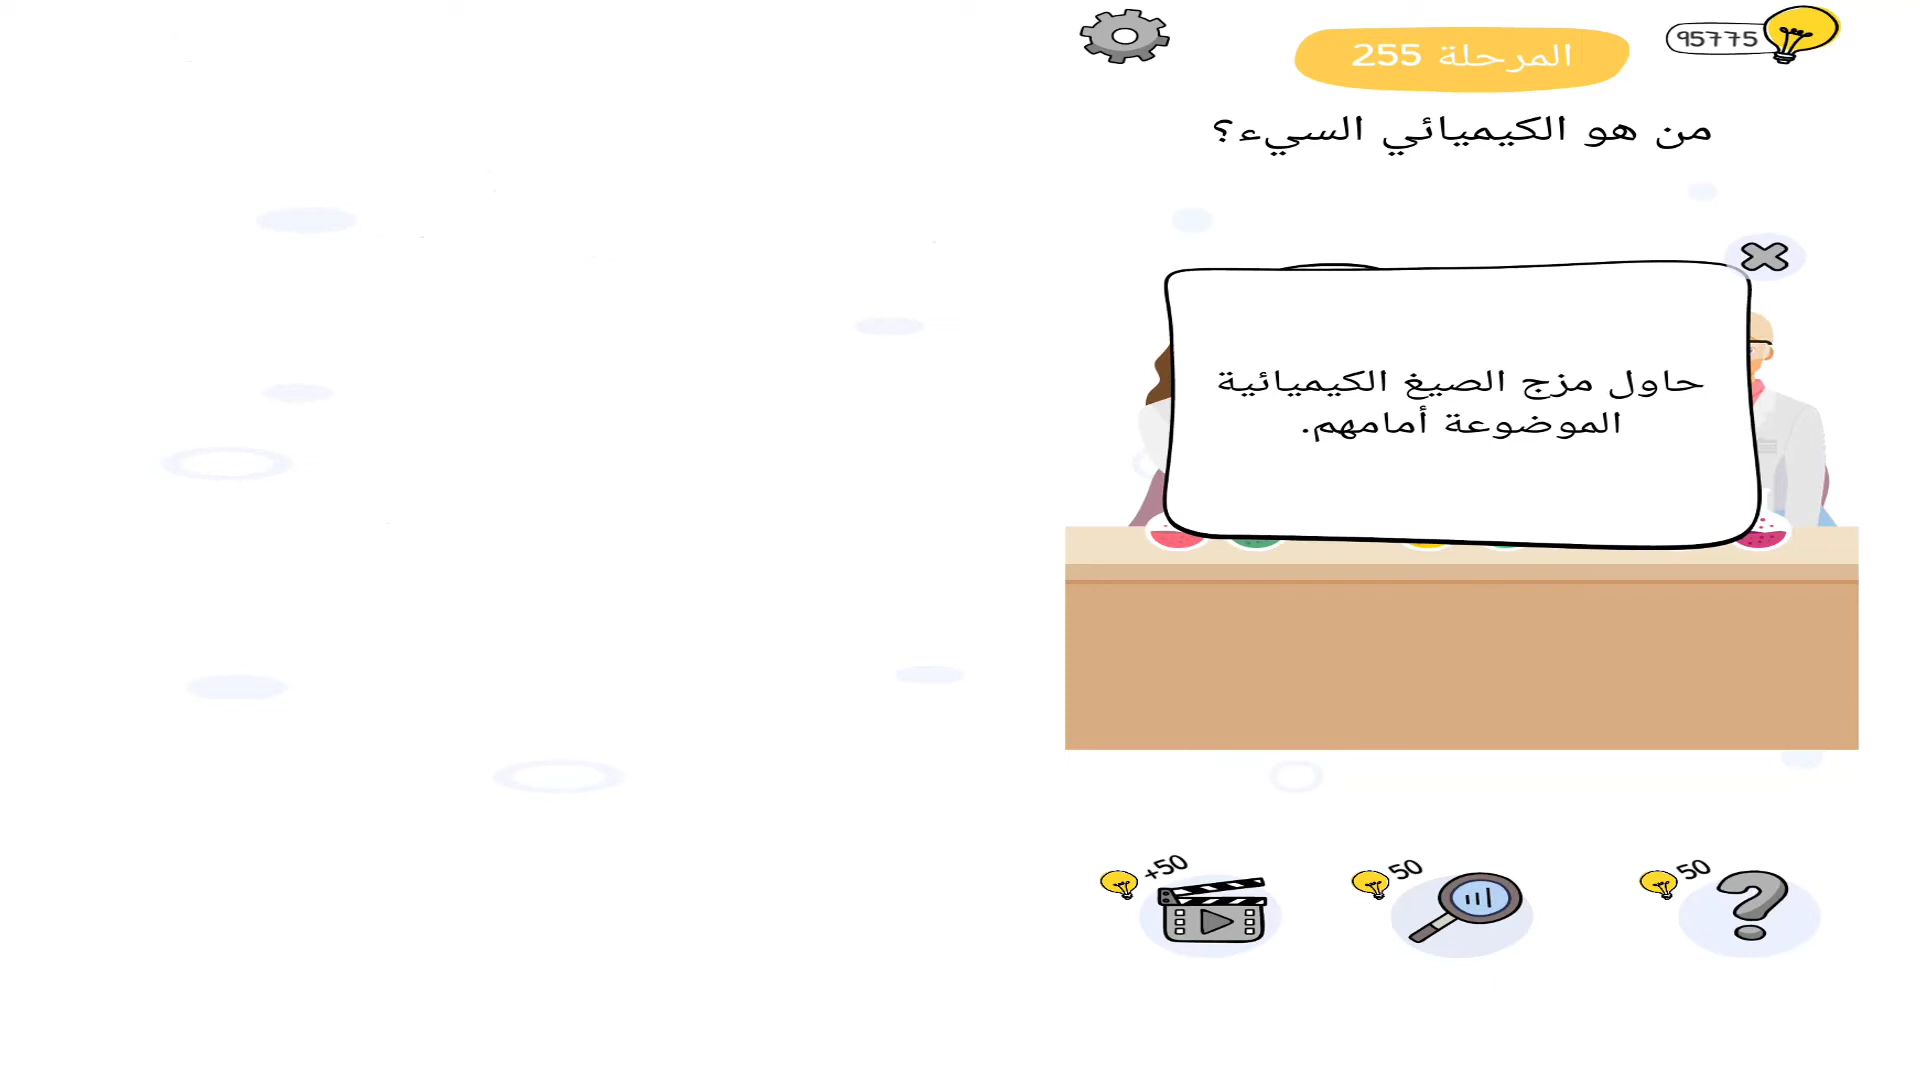 95775
المرحلة 255
من هو الكيميائي السيء؟
حاول مزج الصيغ الكيميائية
الموضوعة أمامهم.
+50
50
50